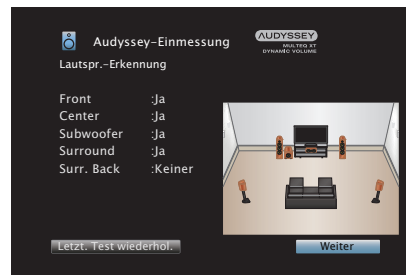 Audyssey-Einmessung
AUDYSSEY
MULTEQ XT
DYNAMIC VOLUME
Lautspr.-Erkennung
Front :Ja
Center :Ja
Subwoofer :Ja
Surround :Ja
Surr. Back :Keiner
Letzt. Test wiederhol.
Weiter